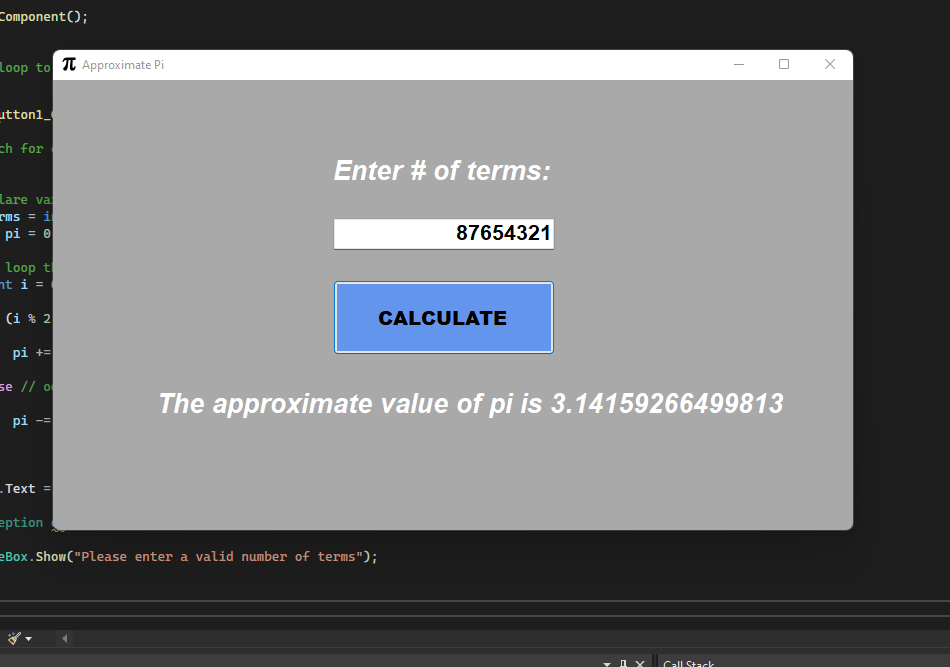 Component();
loop to
Approximate Pi
utton1_
ch for
Enter # of terms:
lare va
rms = i
87654321
pi = 0
loop t
nt i =
(i % 2
CALCULATE
pi +=
se // o
The approximate value of pi is 3.14159266499813
pi -=
.Text =
eption
eBox.Show("Please enter a valid number of terms");
Call Stack